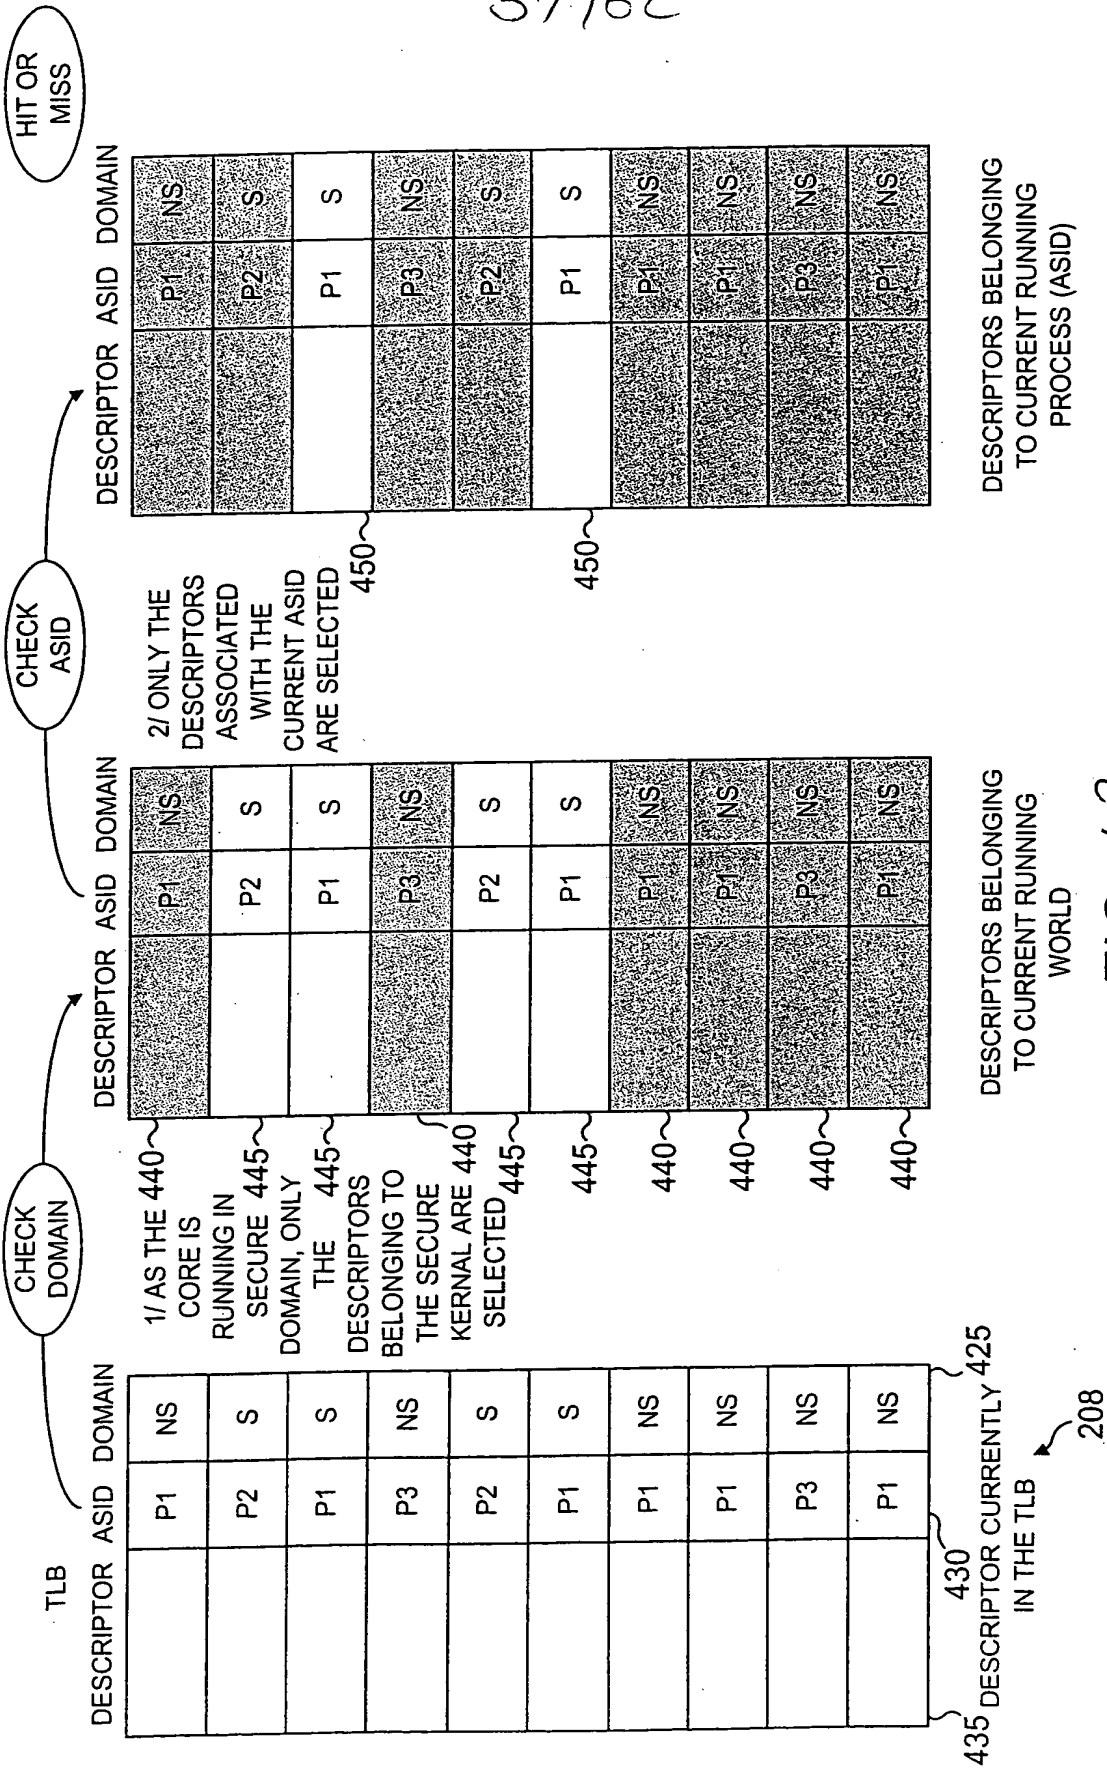 TLB
DESCRIPTOR ASID DOMAIN
P1 NS
P2 S
P1 S
P3 NS
P2 S
P1 S
P1 NS
P1 NS
P3 NS
P1 NS
435
430
425
DESCRIPTOR CURRENTLY
IN THE TLB
208
CHECK
DOMAIN
1/ AS THE
CORE IS
RUNNING IN
SECURE
DOMAIN, ONLY
THE
DESCRIPTORS
BELONGING TO
THE SECURE
KERNAL ARE
SELECTED
440
445
445
440
445
445
440
440
440
440
DESCRIPTOR ASID DOMAIN
P1 NS
P2 S
P1 S
P3 NS
P2 S
P1 S
P1 NS
P1 NS
P3 NS
P1 NS
DESCRIPTORS BELONGING
TO CURRENT RUNNING
WORLD
CHECK
ASID
2/ ONLY THE
DESCRIPTORS
ASSOCIATED
WITH THE
CURRENT ASID
ARE SELECTED
450
450
DESCRIPTOR ASID DOMAIN
P1 NS
P2 S
P1 S
P3 NS
P2 S
P1 S
P1 NS
P1 NS
P3 NS
P1 NS
DESCRIPTORS BELONGING
TO CURRENT RUNNING
PROCESS (ASID)
HIT OR
MISS